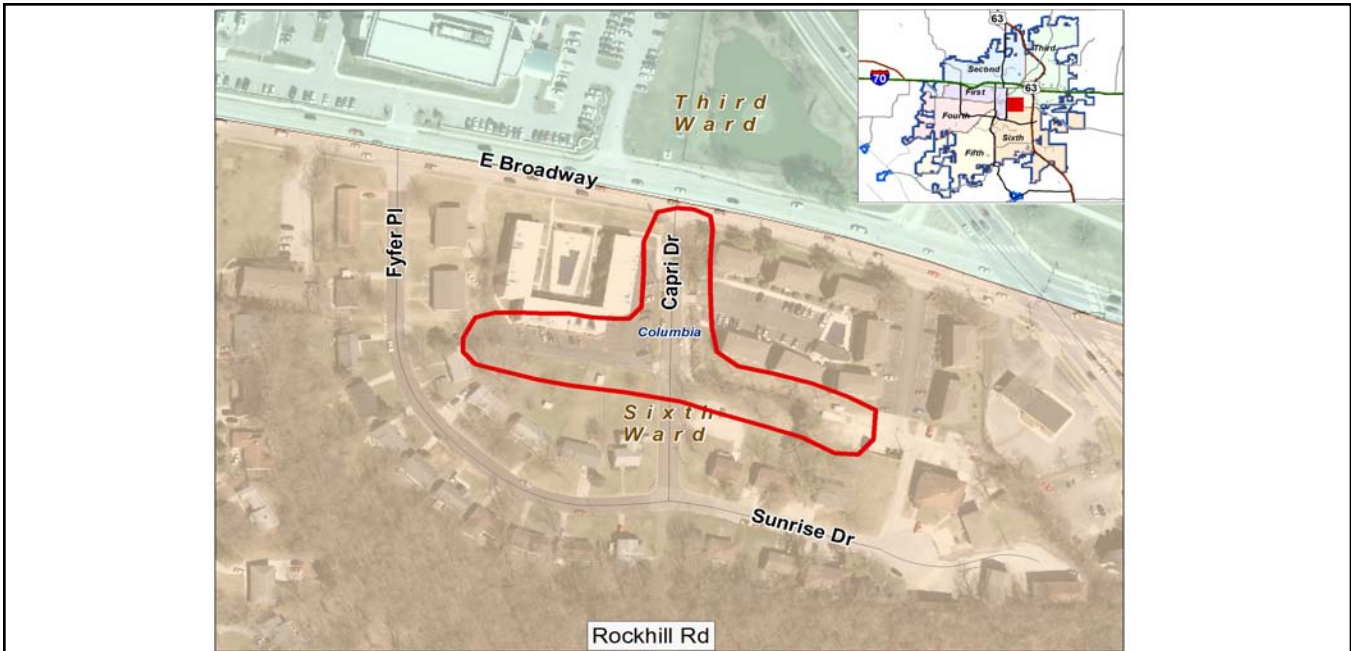 63
Third
Second
70
63
First
Fourth
Sixth
Fifth
Third
Ward
E Broadway
Fyfer Pl
Capri Dr
Columbia
Sixth
Ward
Sunrise Dr
Rockhill Rd